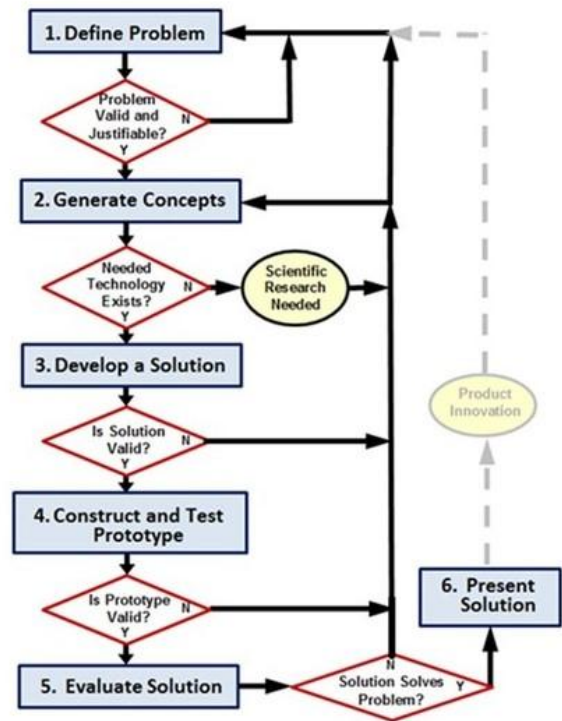 1. Define Problem
Problem
Valid and
Justifiable?
N
Y
2. Generate Concepts
Needed
Technology
Exists?
N
Y
Scientific
Research
Needed
3. Develop a Solution
Is Solution
Valid?
N
Y
Product
Innovation
4. Construct and Test
Prototype
Is Prototype
Valid?
N
Y
6. Present
Solution
5. Evaluate Solution
N
Solution Solves
Problem?
Y